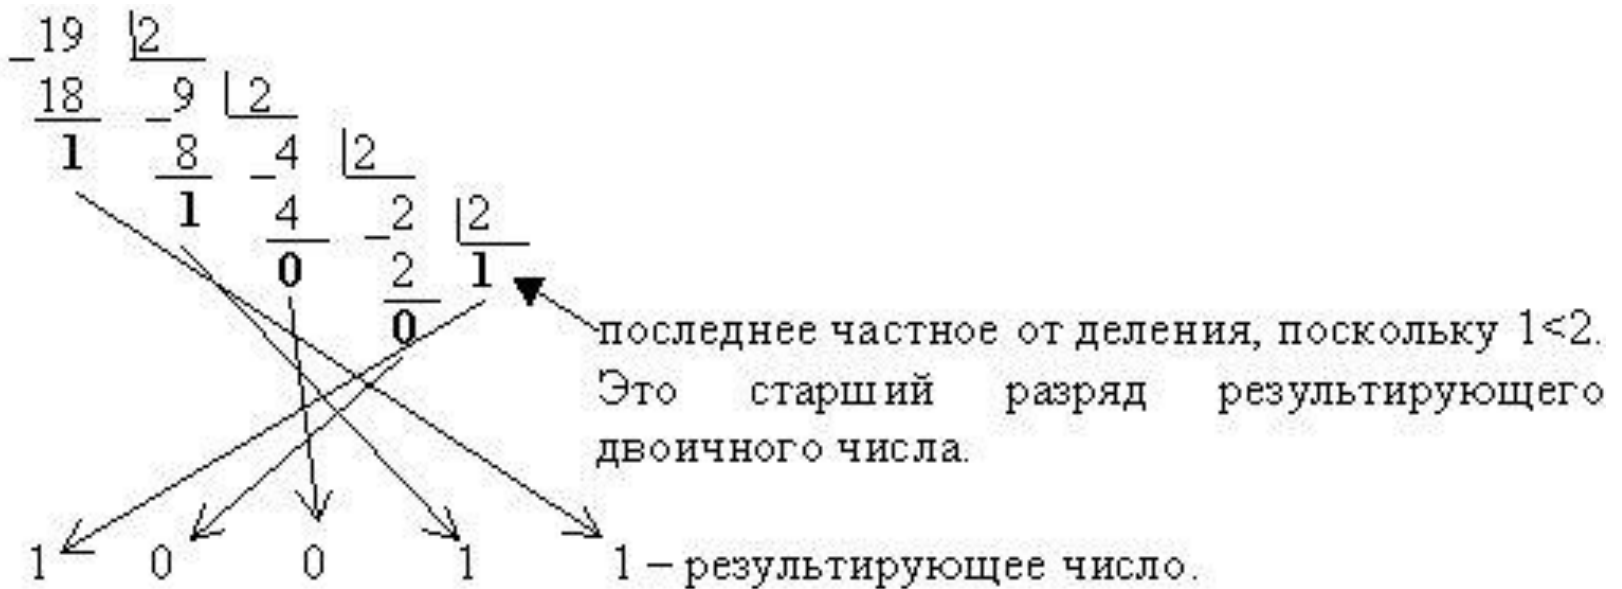 19 2
18 9 2
1 8 4 2
1 4 2 2
0 2 1
0
последнее частное от деления, поскольку 1<2.
Это старший разряд результирующего
двоичного числа.
1 0 0 1 1 – результирующее число.